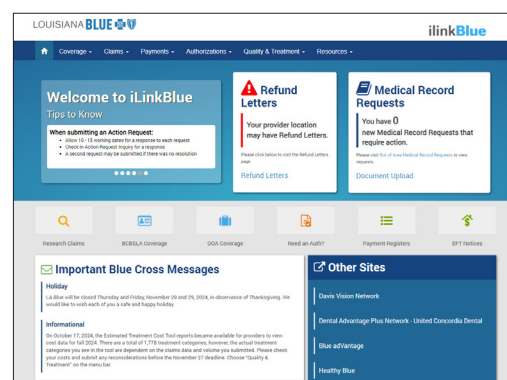 LOUISIANA BLUE
ilinkBlue
Coverage
Claims
Payments
Authorizations
Quality & Treatment
Resources
Welcome to iLinkBlue
Tips to Know
When submitting an Action Request:
Allow 10 - 15 working dates for a response to each request
Check in Action Request Inquiry for a response
A second request may be submitted if there was no resolution
Refund
Letters
Your provider location
may have Refund Letters.
Please click below to visit the Refund Letters
page.
Refund Letters
Medical Record
Requests
You have 0
new Medical Record Requests that
require action.
Please visit Out of Area Medical Record Requests to view
requests.
Document Upload
Research Claims
BCBSLA Coverage
OOA Coverage
Need an Auth?
Payment Registers
EFT Notices
Important Blue Cross Messages
Holiday
LA Blue will be closed Thursday and Friday, November 28 and 29, 2024, in observance of Thanksgiving. We
would like to wish each of you a safe and happy holiday.
Informational
On October 17, 2024, the Estimated Treatment Cost Tool reports became available for providers to view
cost data for fall 2024. There are a total of 1,778 treatment categories, however, the actual treatment
categories you see in the tool are dependent on the claims data and volume you submitted. Please check
your costs and submit any reconsiderations before the November 27 deadline. Choose "Quality &
Treatment" on the menu bar.
Other Sites
Davis Vision Network
Dental Advantage Plus Network - United Concordia Dental
Blue adVantage
Healthy Blue